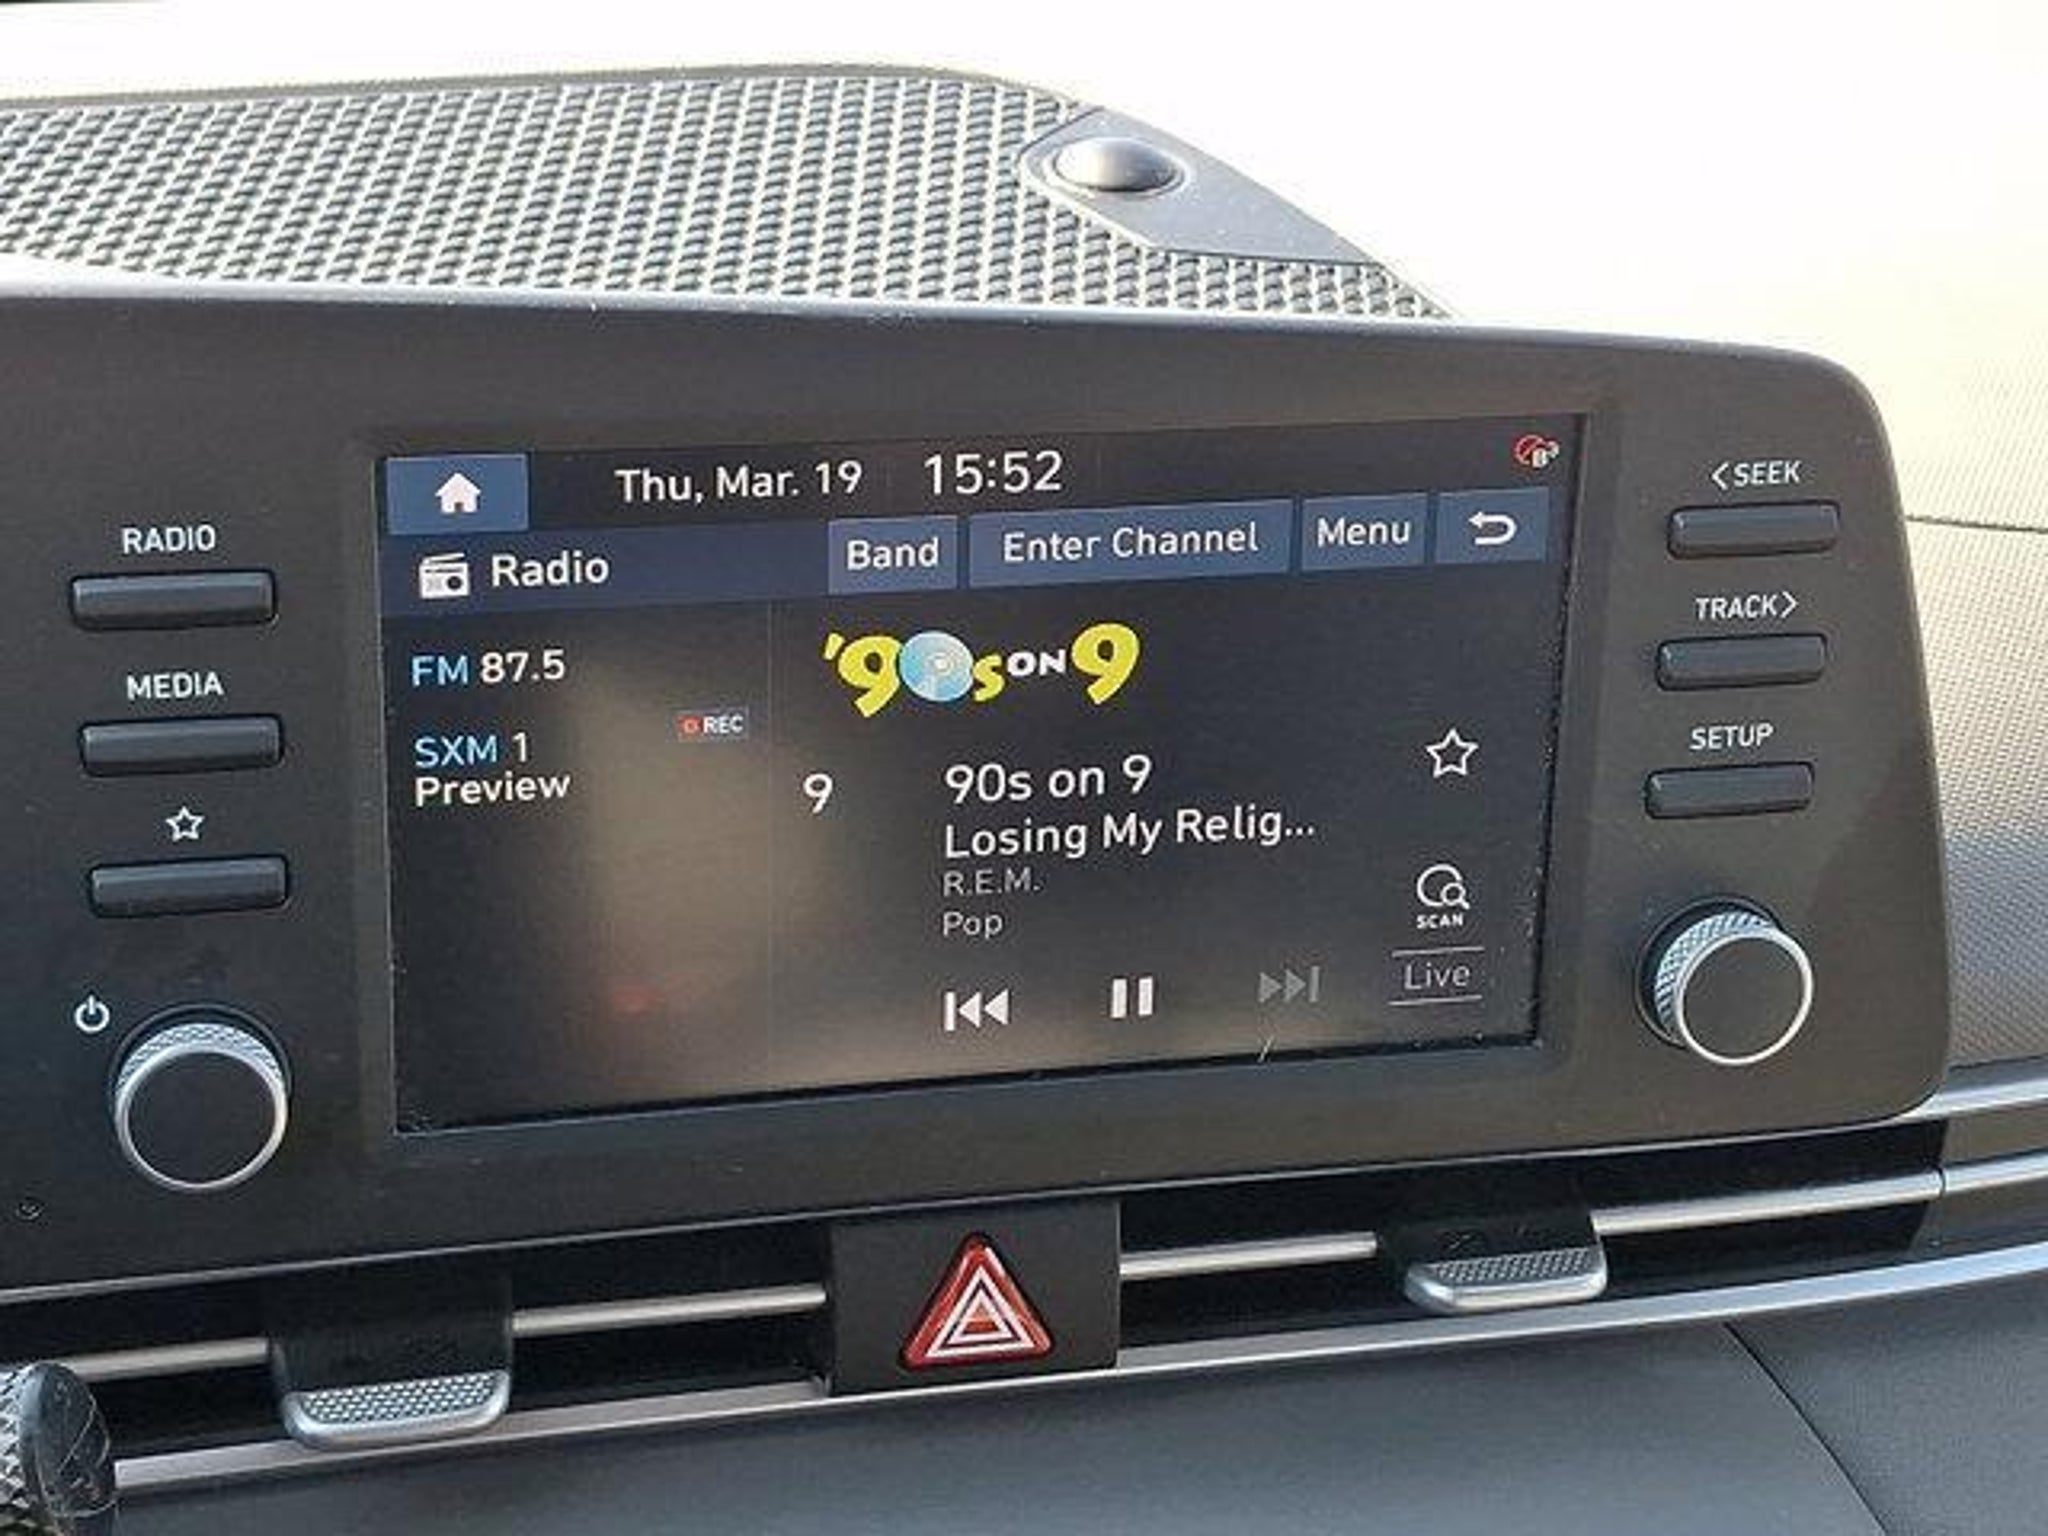 Thu, Mar. 19 15:52
<SEEK
RADIO
Radio
Band Enter Channel Menu
TRACK>
FM 87.5
'90s ON 9
MEDIA
REC
SXM 1
Preview
SETUP
9 90s on 9
Losing My Relig...
R.E.M.
Pop
SCAN
Live